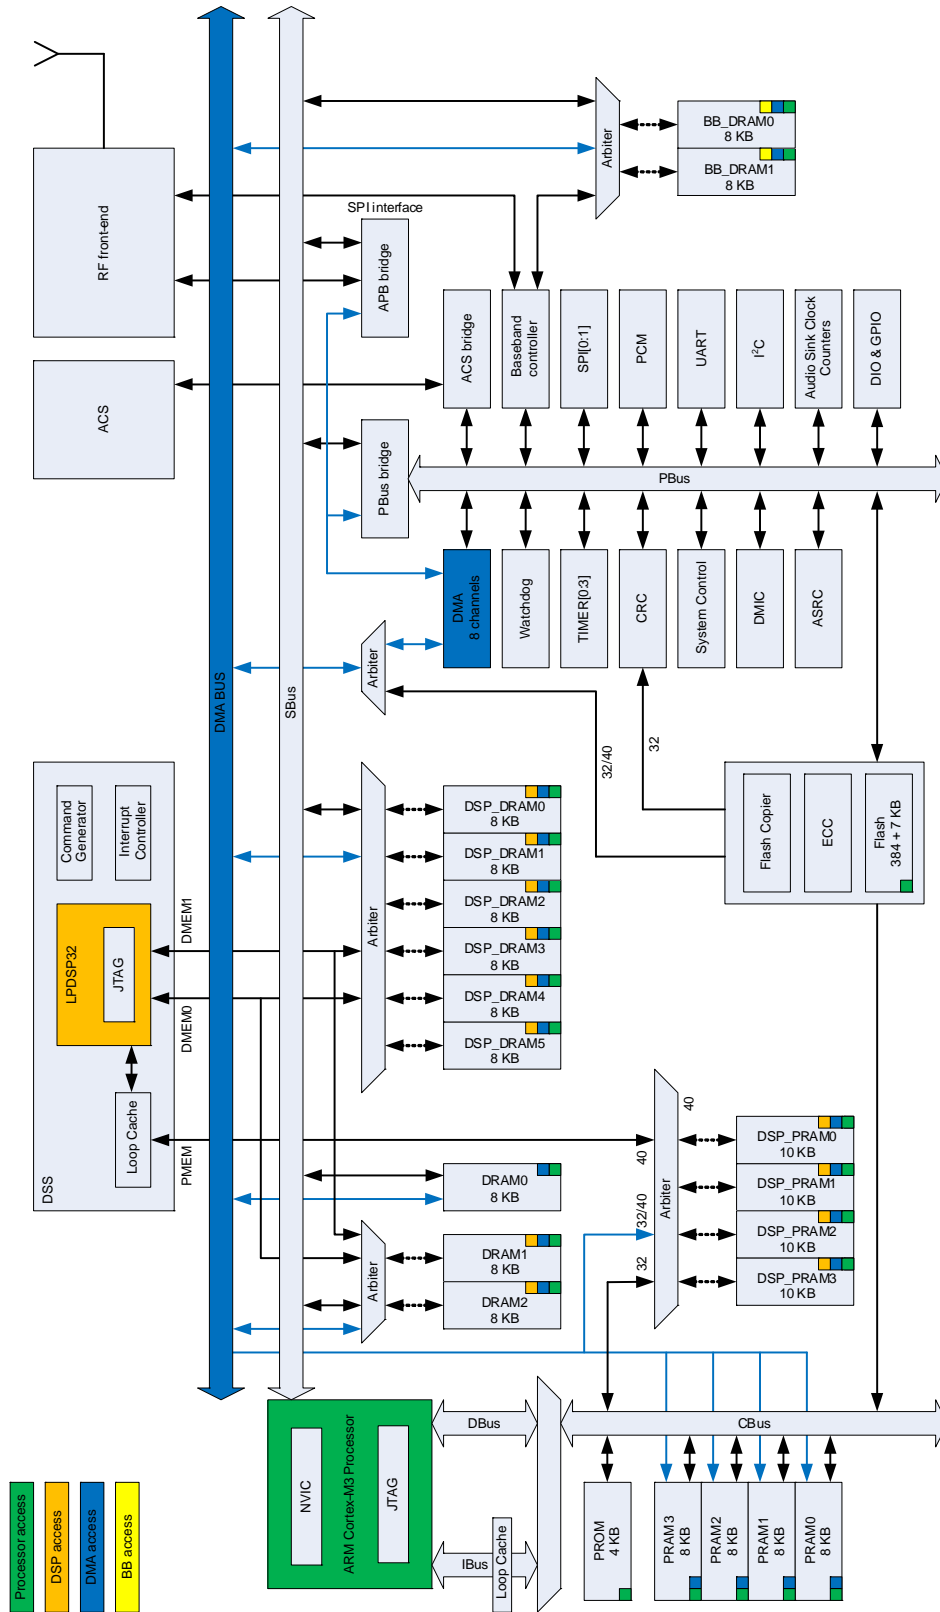 BB_DRAM0
8 KB
BB_DRAM1
8 KB
Arbiter
RF front-end
SPI interface
APB bridge
ACS
ACS bridge
Baseband
controller
SPI[0:1]
PCM
UART
I²C
Audio Sink Clock
Counters
DIO & GPIO
PBus bridge
PBus
DMA
8 channels
Watchdog
TIMER[0:3]
CRC
System Control
DMIC
ASRC
Arbiter
DMA BUS
SBus
32/40
32
Flash Copier
ECC
Flash
384 + 7 KB
Command
Generator
Interrupt
Controller
LPDSP32
JTAG
Loop Cache
DSS
DMEM1
DMEM0
PMEM
Arbiter
DSP_DRAM0
8 KB
DSP_DRAM1
8 KB
DSP_DRAM2
8 KB
DSP_DRAM3
8 KB
DSP_DRAM4
8 KB
DSP_DRAM5
8 KB
40
40
32/40
32
Arbiter
DSP_PRAM0
10 KB
DSP_PRAM1
10 KB
DSP_PRAM2
10 KB
DSP_PRAM3
10 KB
DRAM0
8 KB
Arbiter
DRAM1
8 KB
DRAM2
8 KB
ARM Cortex-M3 Processor
NVIC
JTAG
DBus
IBus
Loop Cache
CBus
PROM
4 KB
PRAM3
8 KB
PRAM2
8 KB
PRAM1
8 KB
PRAM0
8 KB
Processor access
DSP access
DMA access
BB access